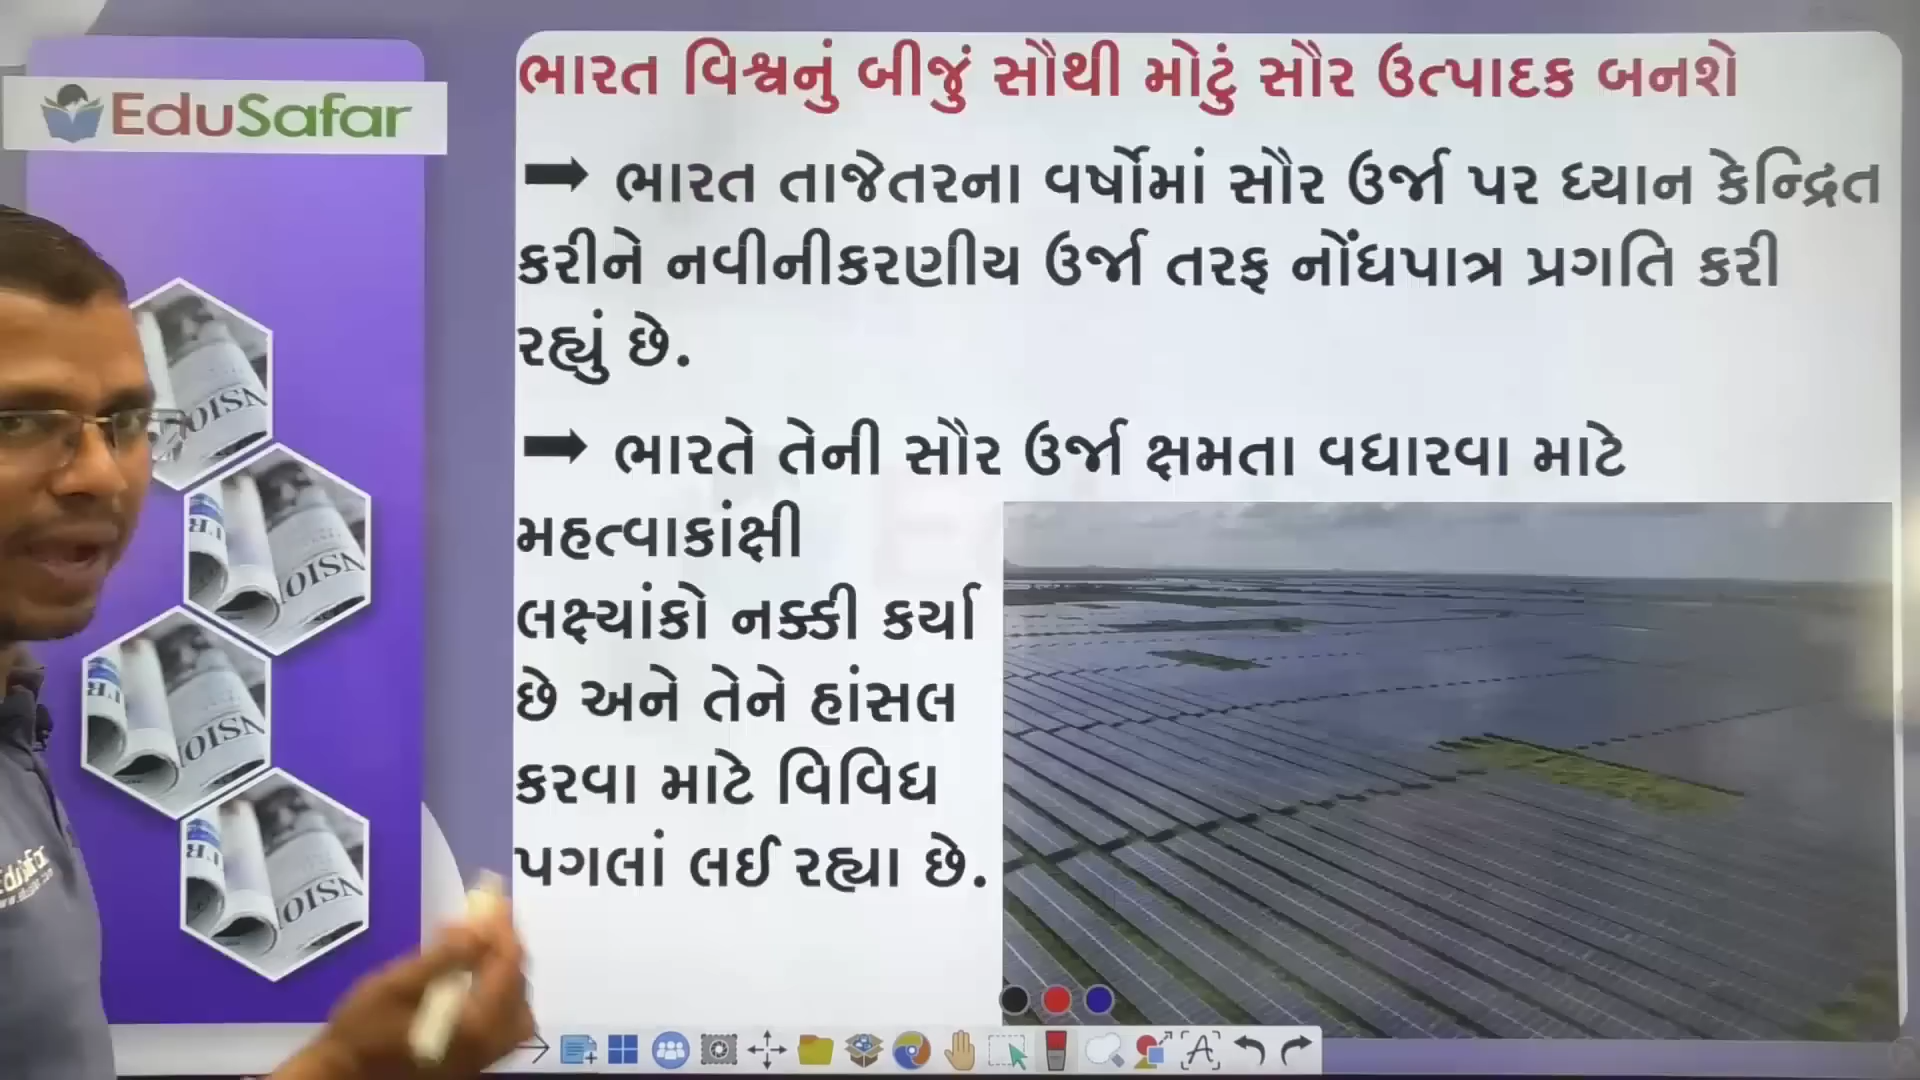 EduSafar
ભારત વિશ્વનું બીજું સૌથી મોટું સૌર ઉત્પાદક બનશે
➡ ભારત તાજેતરના વર્ષોમાં સૌર ઉર્જા પર ધ્યાન કેન્દ્રિત
કરીને નવીનીકરણીય ઉર્જા તરફ નોંધપાત્ર પ્રગતિ કરી
રહ્યું છે.
➡ ભારતે તેની સૌર ઉર્જા ક્ષમતા વધારવા માટે
મહત્વાકાંક્ષી
લક્ષ્યાંકો નક્કી કર્યા
છે અને તેને હાંસલ
કરવા માટે વિવિધ
પગલાં લઈ રહ્યા છે.